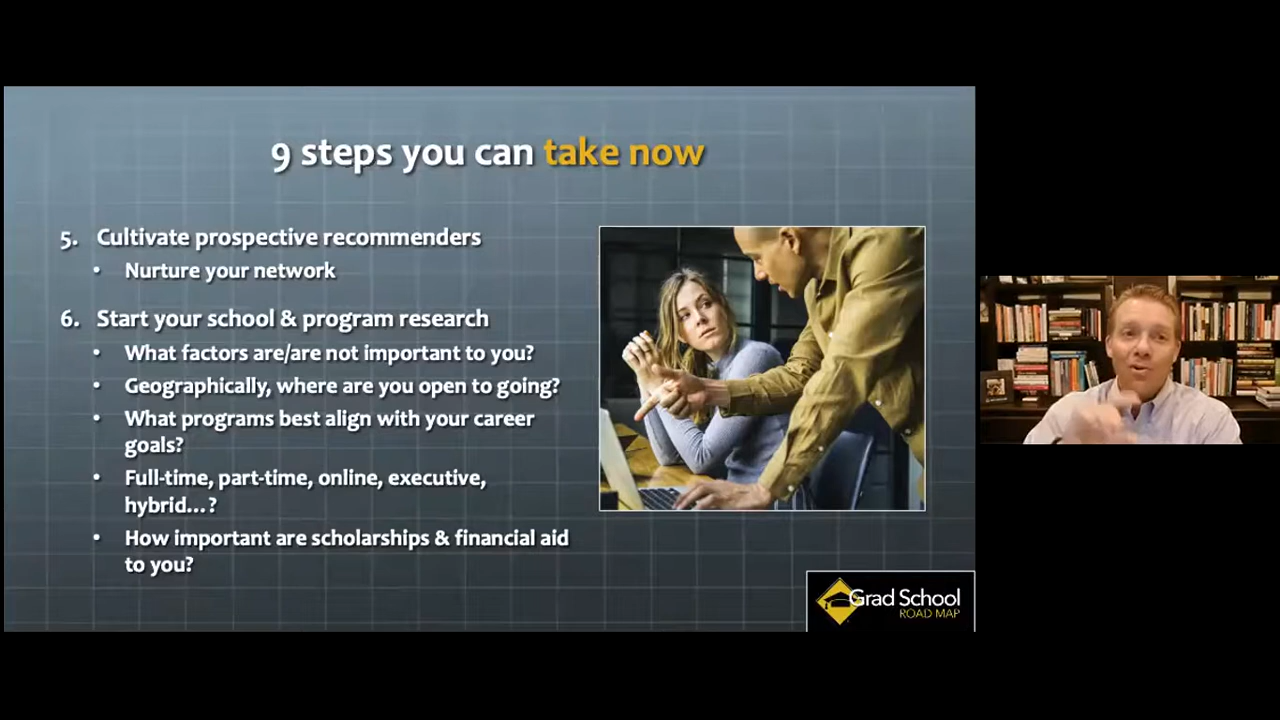 9 steps you can take now
5. Cultivate prospective recommenders
• Nurture your network
6. Start your school & program research
• What factors are/are not important to you?
• Geographically, where are you open to going?
• What programs best align with your career
goals?
• Full-time, part-time, online, executive,
hybrid...?
• How important are scholarships & financial aid
to you?
Grad School
ROAD MAP